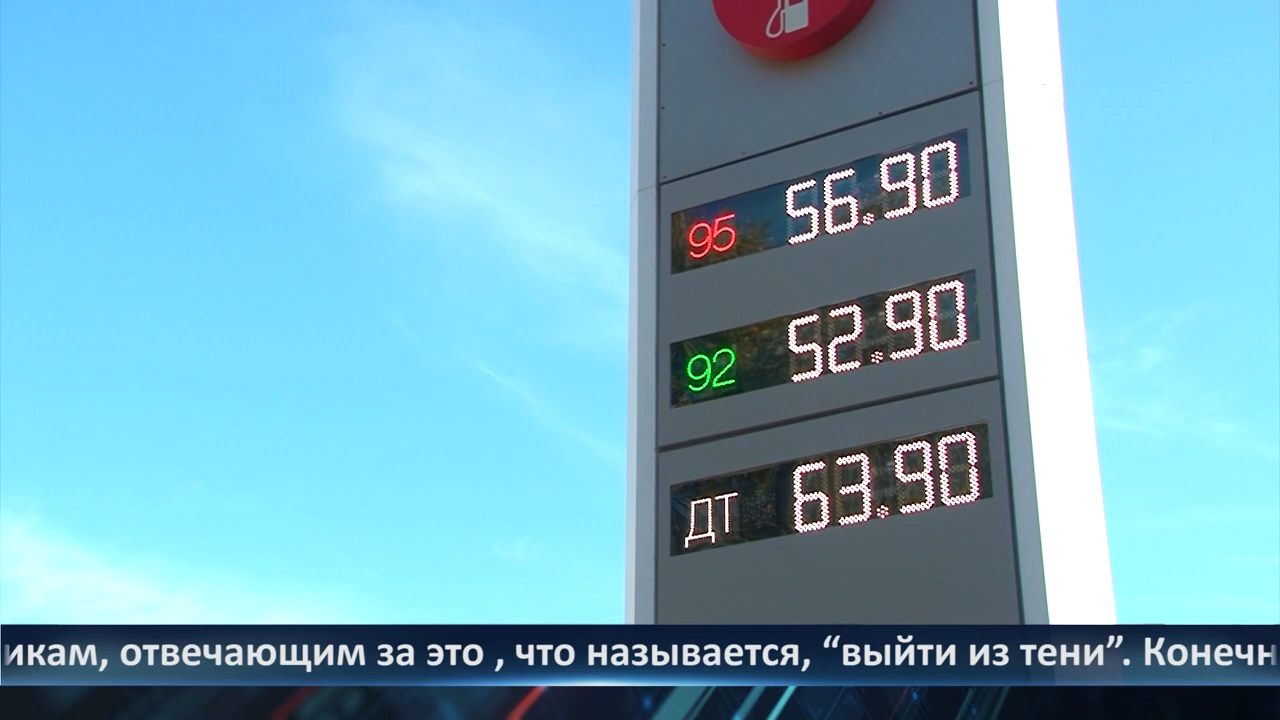 95 56.90
92 52.90
ДТ 63.90
икам, отвечающим за это , что называется, “выйти из тени”. Конечн